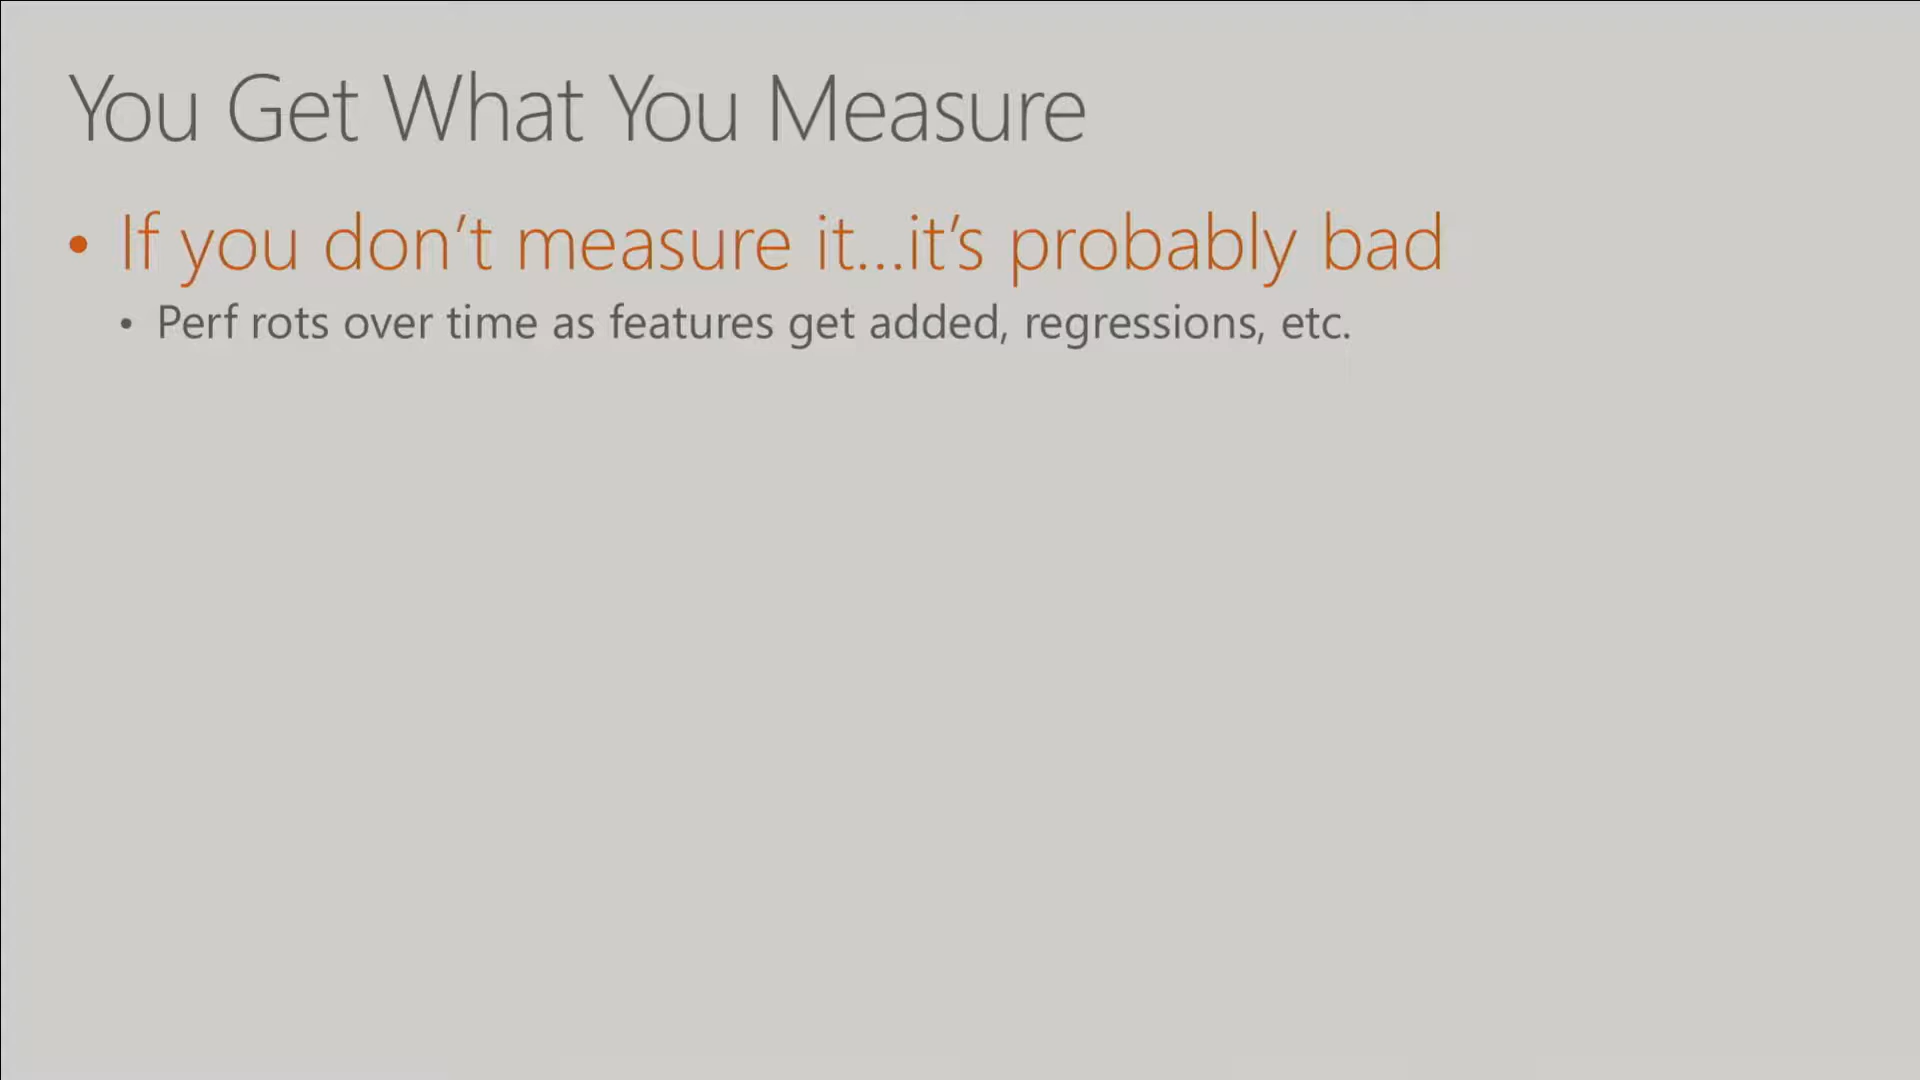 You Get What You Measure
• If you don’t measure it...it’s probably bad
• Perf rots over time as features get added, regressions, etc.